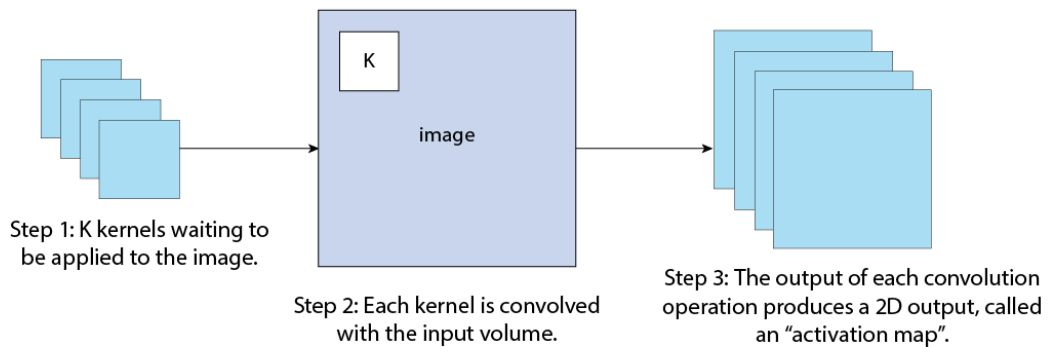 K
image
Step 1: K kernels waiting to
be applied to the image.
Step 2: Each kernel is convolved
with the input volume.
Step 3: The output of each convolution
operation produces a 2D output, called
an “activation map”.